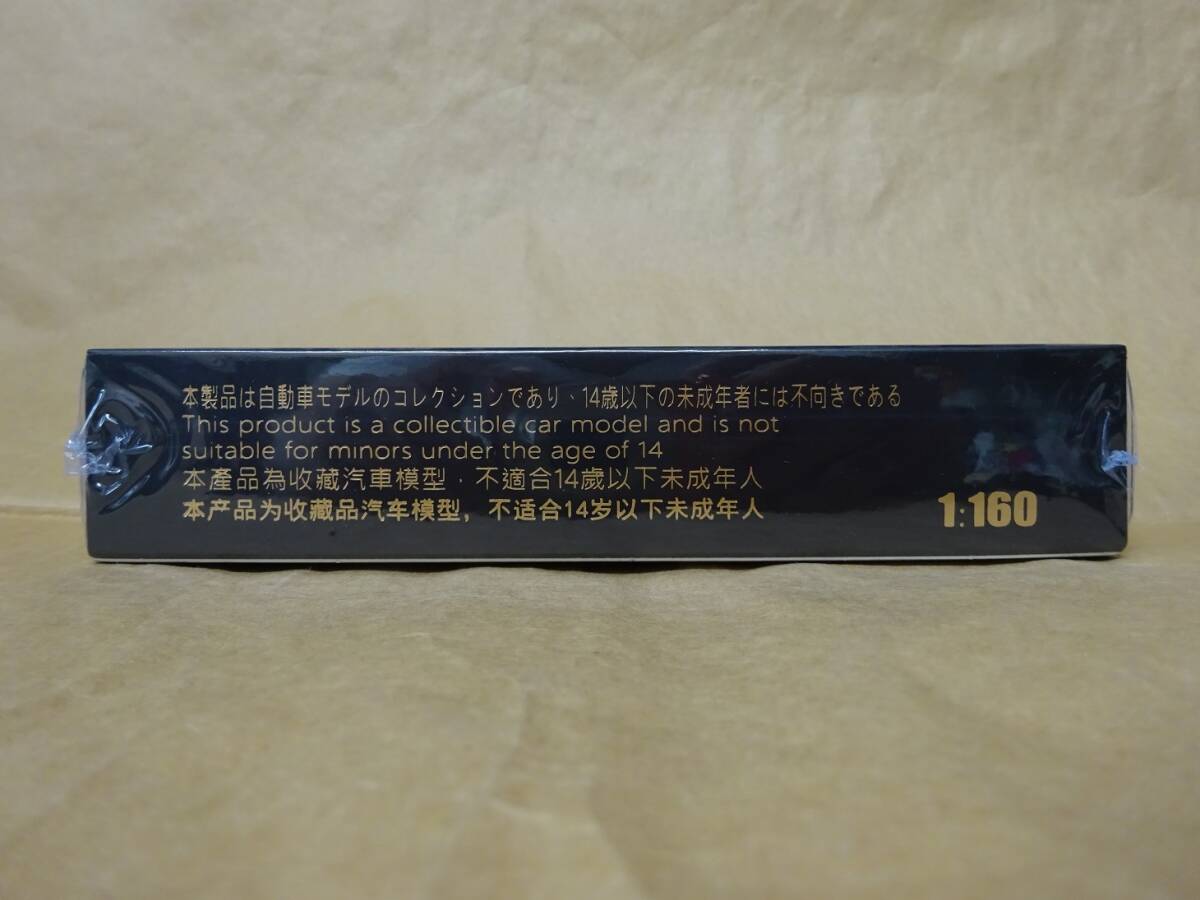 本製品は自動車モデルのコレクションであり、14歳以下の未成年者には不向きである
This product is a collectible car model and is not
suitable for minors under the age of 14
本產品為收藏汽車模型，不適合14歲以下未成年人
本产品为收藏品汽车模型，不适合14岁以下未成年人
1:160